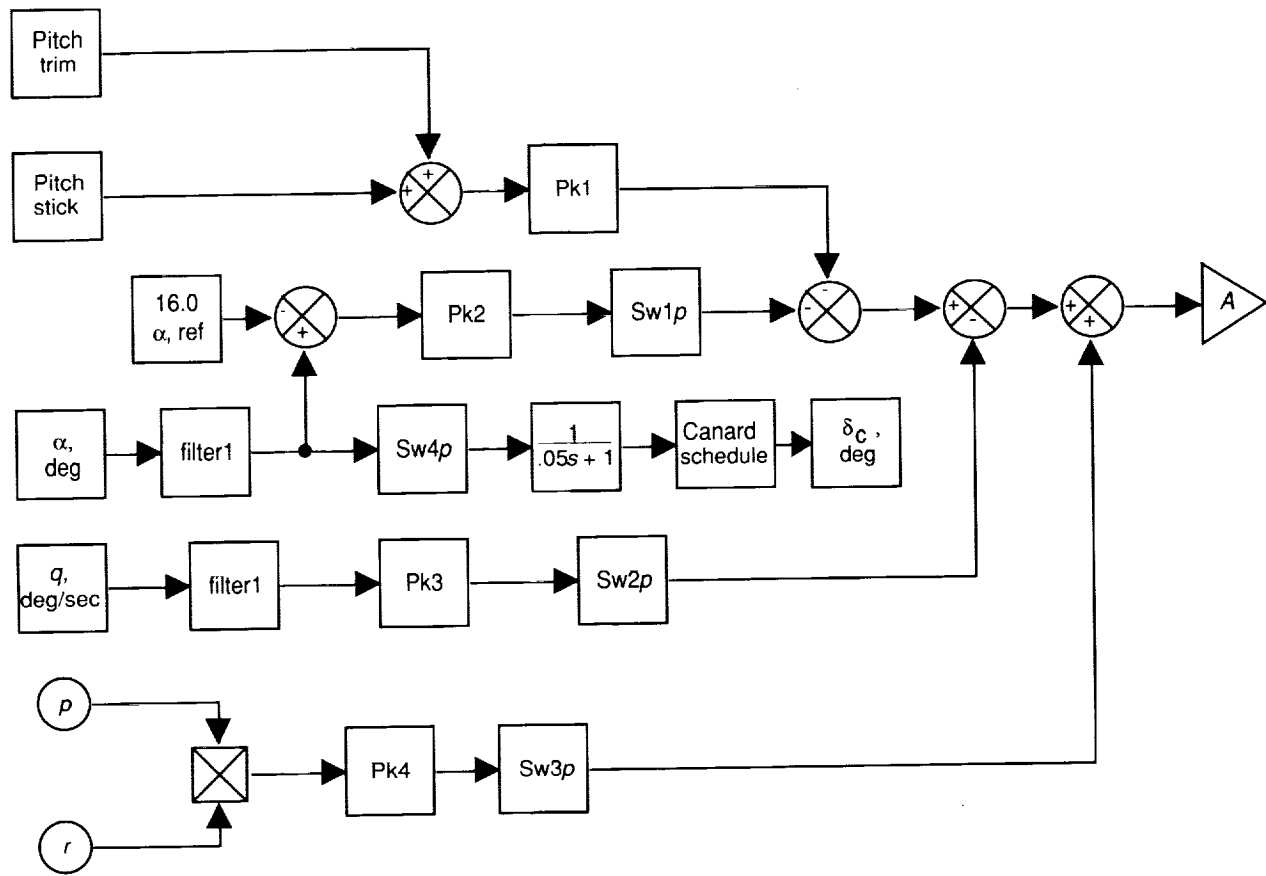 Pitch
trim
Pitch
stick
+
+
Pk1
16.0
α, ref
-
+
Pk2
Sw1p
-
-
+
-
+
+
A
α,
deg
filter1
Sw4p
1
.05s + 1
Canard
schedule
δc ,
deg
q,
deg/sec
filter1
Pk3
Sw2p
p
r
Pk4
Sw3p